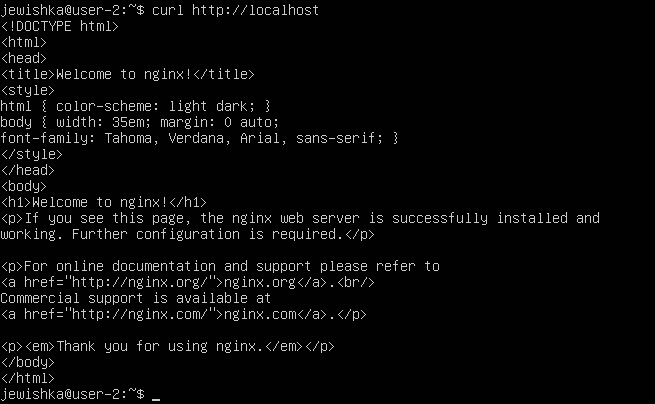 jewishka@user-2:~$ curl http://localhost
<!DOCTYPE html>
<html>
<head>
<title>Welcome to nginx!</title>
<style>
html { color-scheme: light dark; }
body { width: 35em; margin: 0 auto;
font-family: Tahoma, Verdana, Arial, sans-serif; }
</style>
</head>
<body>
<h1>Welcome to nginx!</h1>
<p>If you see this page, the nginx web server is successfully installed and
working. Further configuration is required.</p>

<p>For online documentation and support please refer to
<a href="http://nginx.org/">nginx.org</a>.<br/>
Commercial support is available at
<a href="http://nginx.com/">nginx.com</a>.</p>

<p><em>Thank you for using nginx.</em></p>
</body>
</html>
jewishka@user-2:~$ _